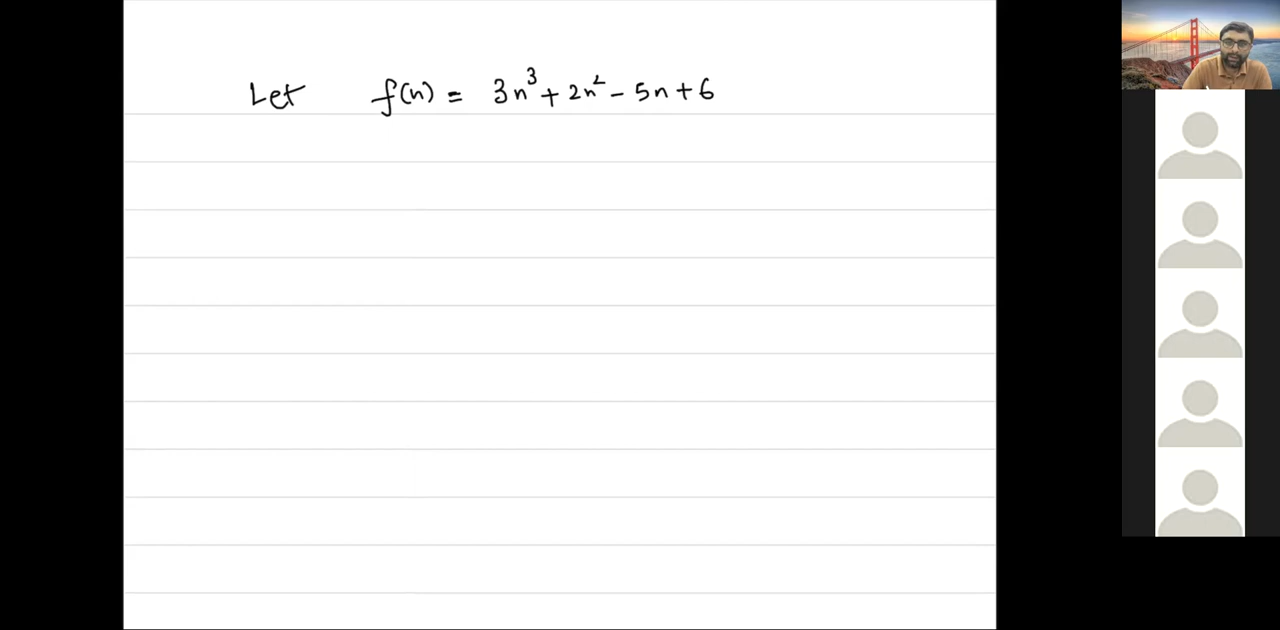 Let f(n) = 3n³ + 2n² - 5n + 6